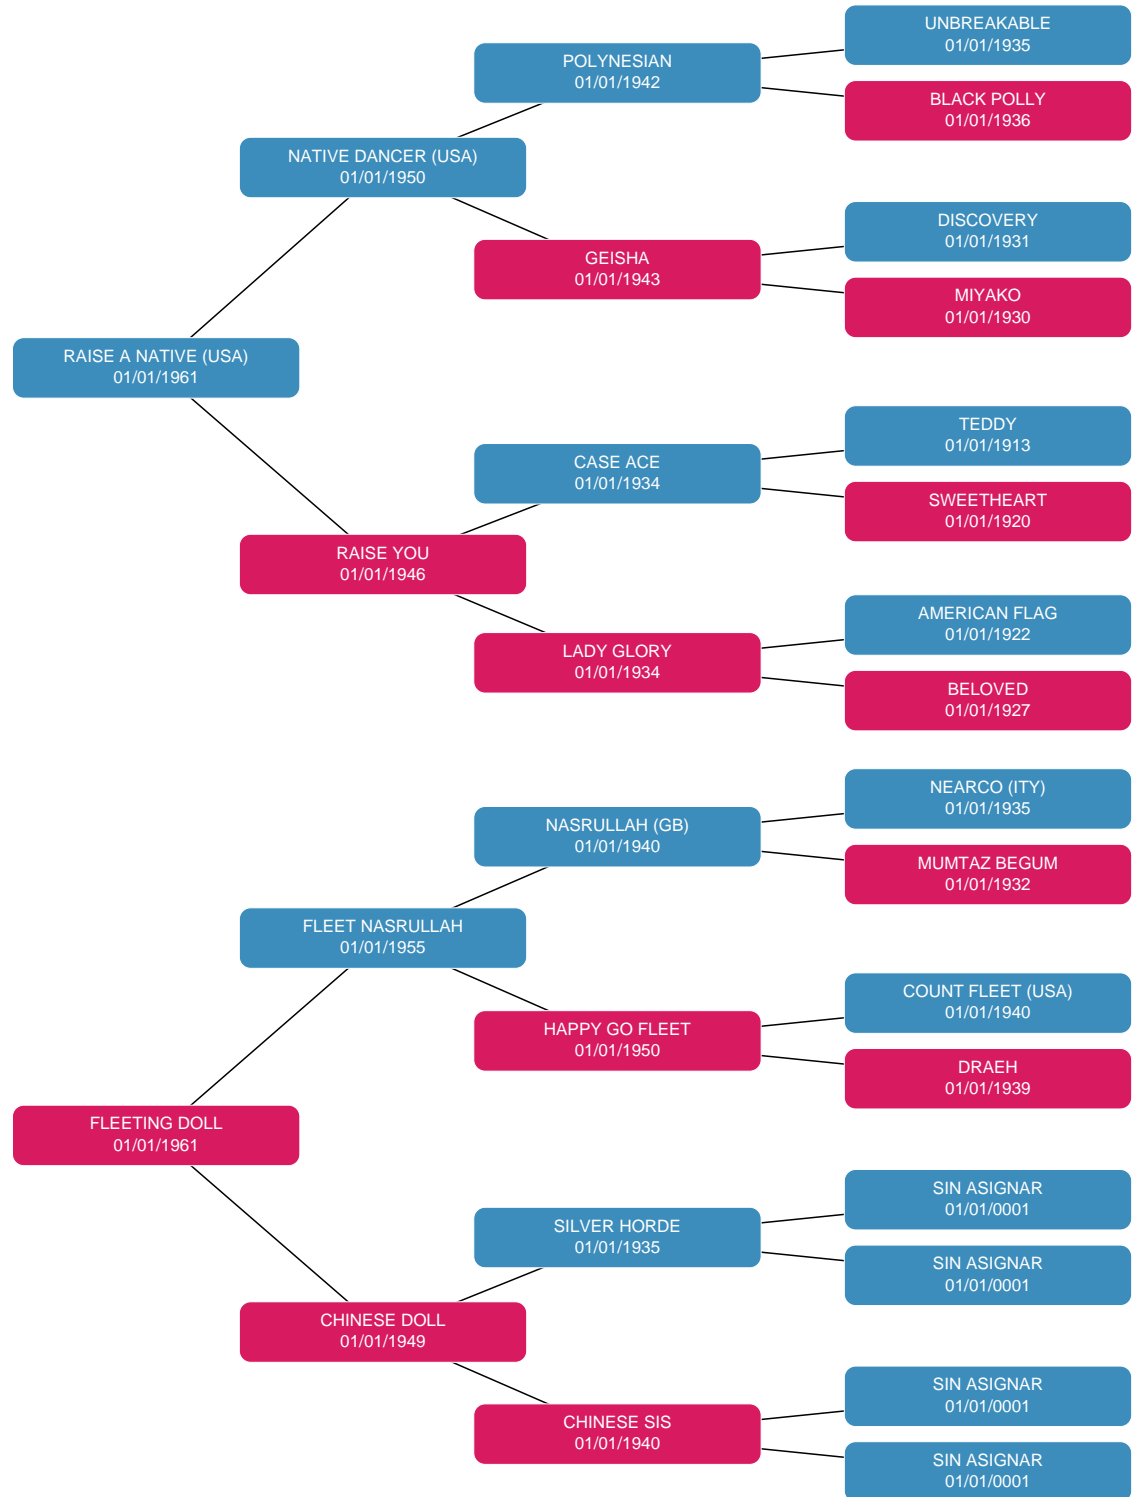 UNBREAKABLE
01/01/1935
POLYNESIAN
01/01/1942
BLACK POLLY
01/01/1936
NATIVE DANCER (USA)
01/01/1950
DISCOVERY
01/01/1931
GEISHA
01/01/1943
MIYAKO
01/01/1930
RAISE A NATIVE (USA)
01/01/1961
TEDDY
01/01/1913
CASE ACE
01/01/1934
SWEETHEART
01/01/1920
RAISE YOU
01/01/1946
AMERICAN FLAG
01/01/1922
LADY GLORY
01/01/1934
BELOVED
01/01/1927
NEARCO (ITY)
01/01/1935
NASRULLAH (GB)
01/01/1940
MUMTAZ BEGUM
01/01/1932
FLEET NASRULLAH
01/01/1955
COUNT FLEET (USA)
01/01/1940
HAPPY GO FLEET
01/01/1950
DRAEH
01/01/1939
FLEETING DOLL
01/01/1961
SIN ASIGNAR
01/01/0001
SILVER HORDE
01/01/1935
SIN ASIGNAR
01/01/0001
CHINESE DOLL
01/01/1949
SIN ASIGNAR
01/01/0001
CHINESE SIS
01/01/1940
SIN ASIGNAR
01/01/0001